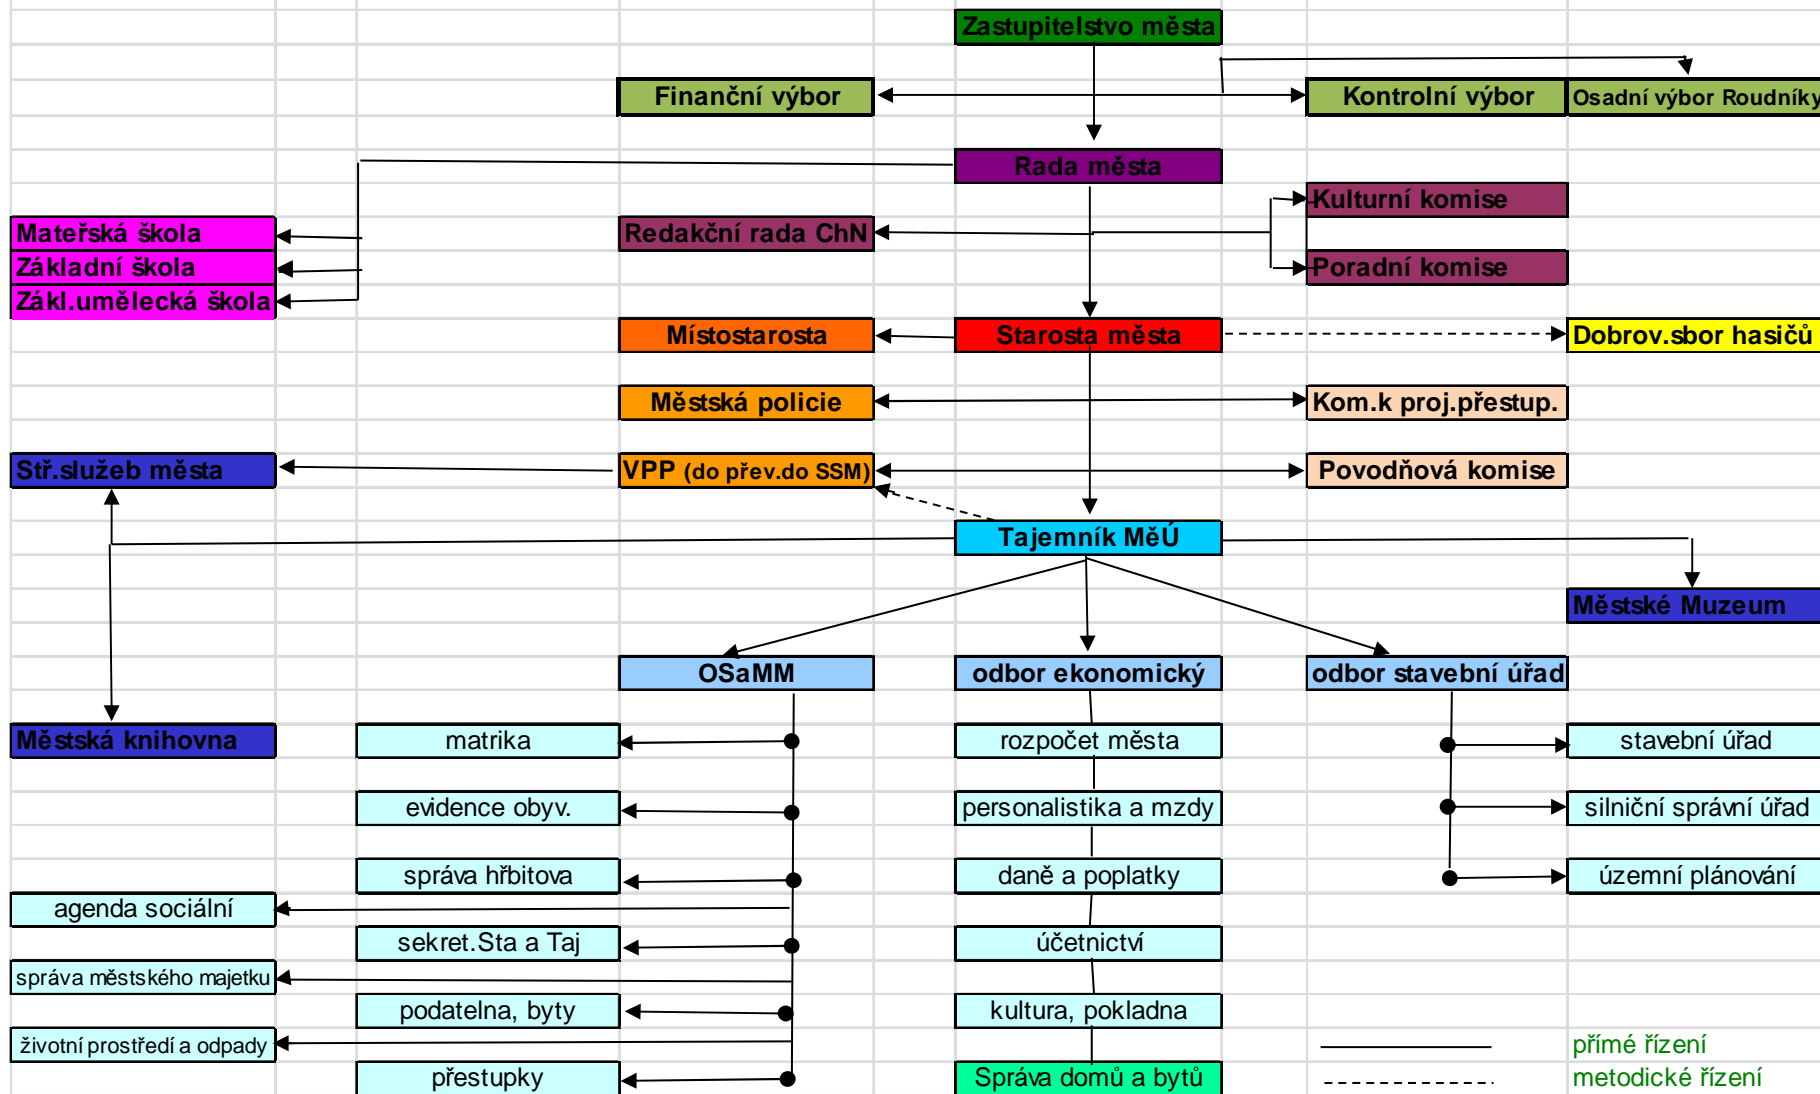 Zastupitelstvo města
Finanční výbor
Kontrolní výbor
Osadní výbor Roudníky
Rada města
Kulturní komise
Mateřská škola
Redakční rada ChN
Základní škola
Poradní komise
Zákl.umělecká škola
Místostarosta
Starosta města
Dobrov.sbor hasičů
Městská policie
Kom.k proj.přestup.
Stř.služeb města
VPP (do přev.do SSM)
Povodňová komise
Tajemník MěÚ
Městské Muzeum
OSaMM
odbor ekonomický
odbor stavební úřad
Městská knihovna
matrika
rozpočet města
stavební úřad
evidence obyv.
personalistika a mzdy
silniční správní úřad
správa hřbitova
daně a poplatky
územní plánování
agenda sociální
sekret.Sta a Taj
účetnictví
správa městského majetku
podatelna, byty
kultura, pokladna
životní prostředí a odpady
přímé řízení
přestupky
Správa domů a bytů
metodické řízení